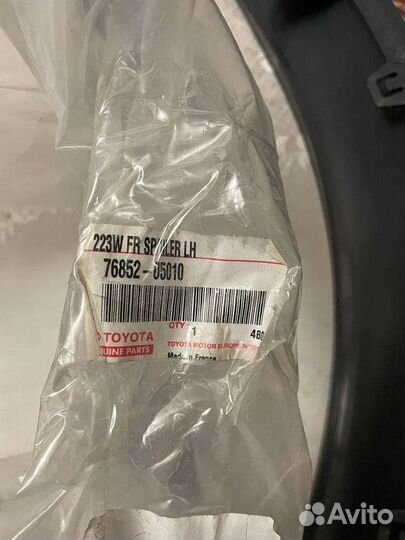 223W FR SPOILER LH
76852-05010
QTY
1
TOYOTA
GENUINE PARTS
TOYOTA MOTOR EUROPE
Made in France
Avito